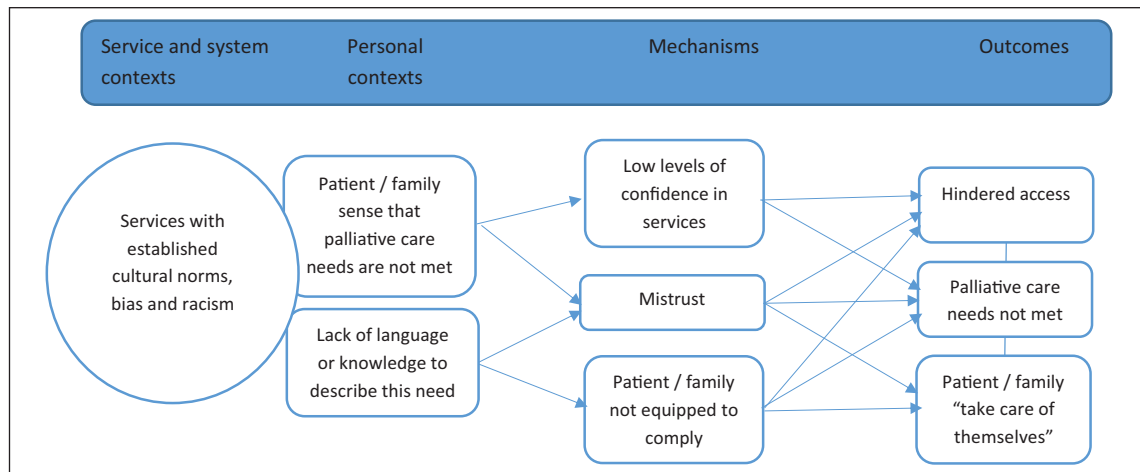 Service and system
contexts
Personal
contexts
Mechanisms
Outcomes
Services with
established
cultural norms,
bias and racism
Patient / family
sense that
palliative care
needs are not met
Lack of language
or knowledge to
describe this need
Low levels of
confidence in
services
Mistrust
Patient / family
not equipped to
comply
Hindered access
Palliative care
needs not met
Patient / family
“take care of
themselves”